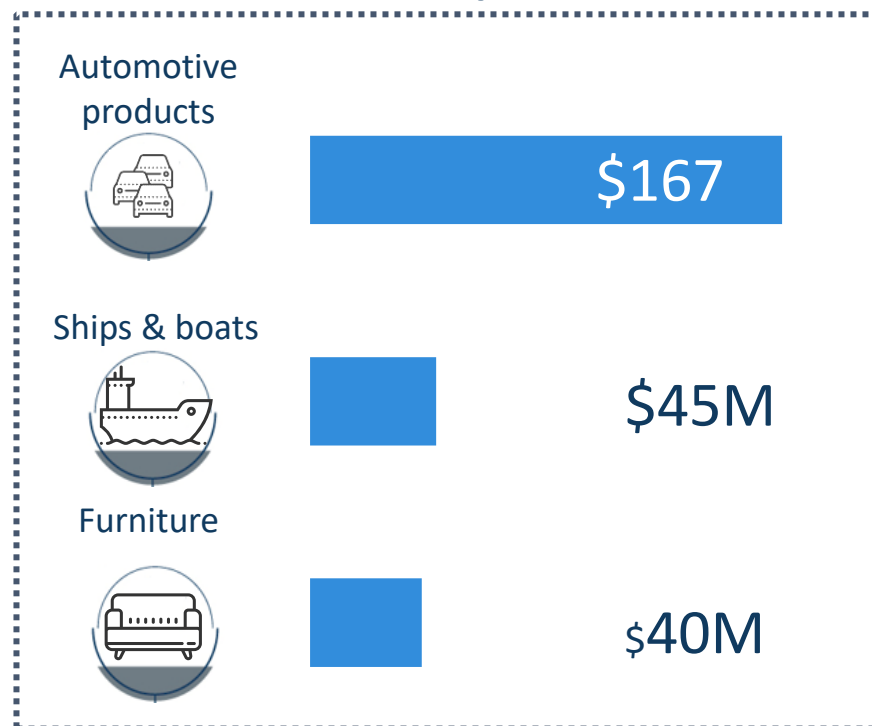 Automotive
products
$167
Ships & boats
$45M
Furniture
$40M